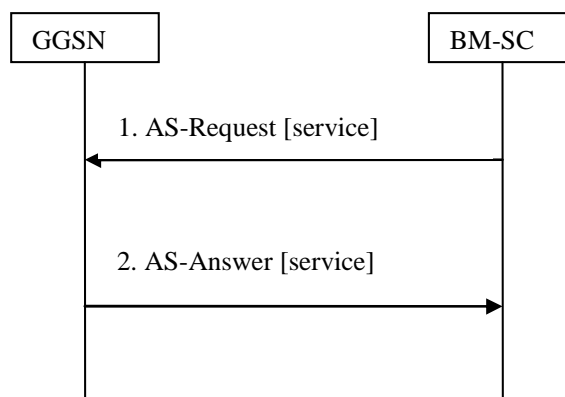 GGSN
BM-SC
1. AS-Request [service]
2. AS-Answer [service]